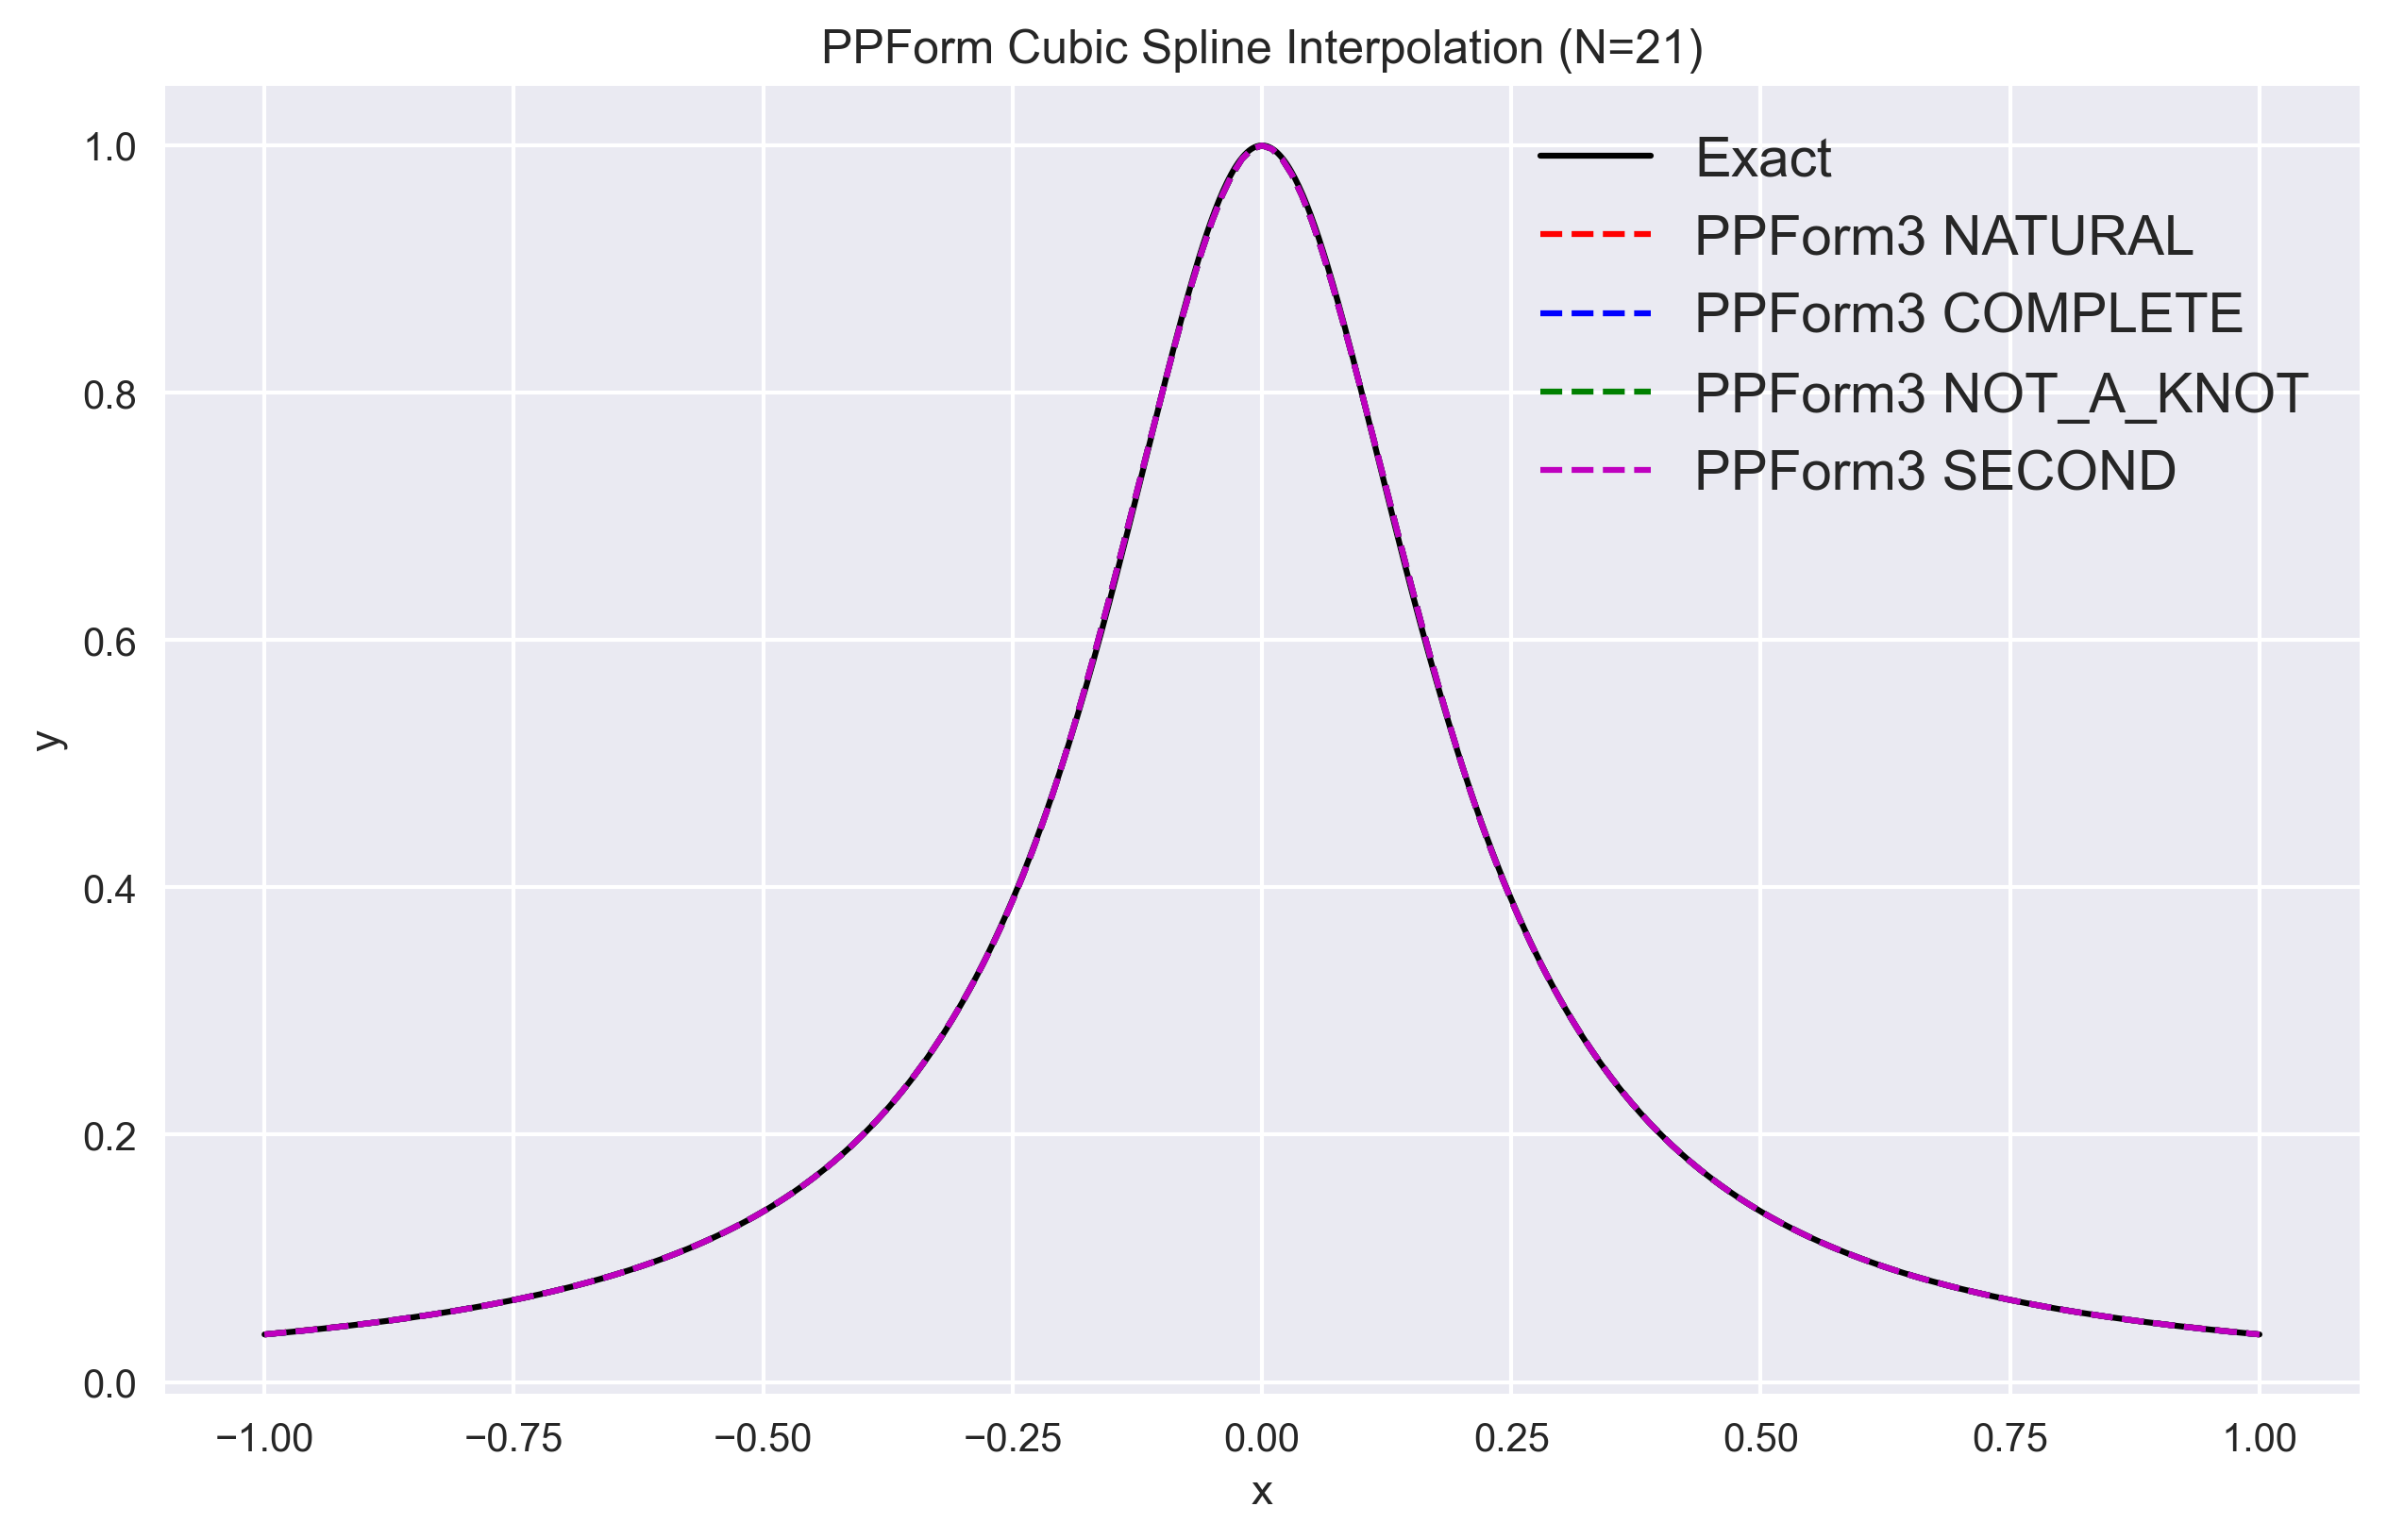 PPForm Cubic Spline Interpolation (N=21)
1.0
0.8
0.6
0.4
0.2
0.0
y
Exact
PPForm3 NATURAL
PPForm3 COMPLETE
PPForm3 NOT_A_KNOT
PPForm3 SECOND
−1.00 −0.75 −0.50 −0.25 0.00 0.25 0.50 0.75 1.00
x